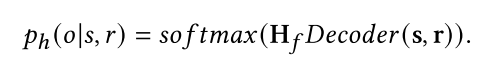 p_h(o|s, r) = softmax(H_f Decoder(s, r)).